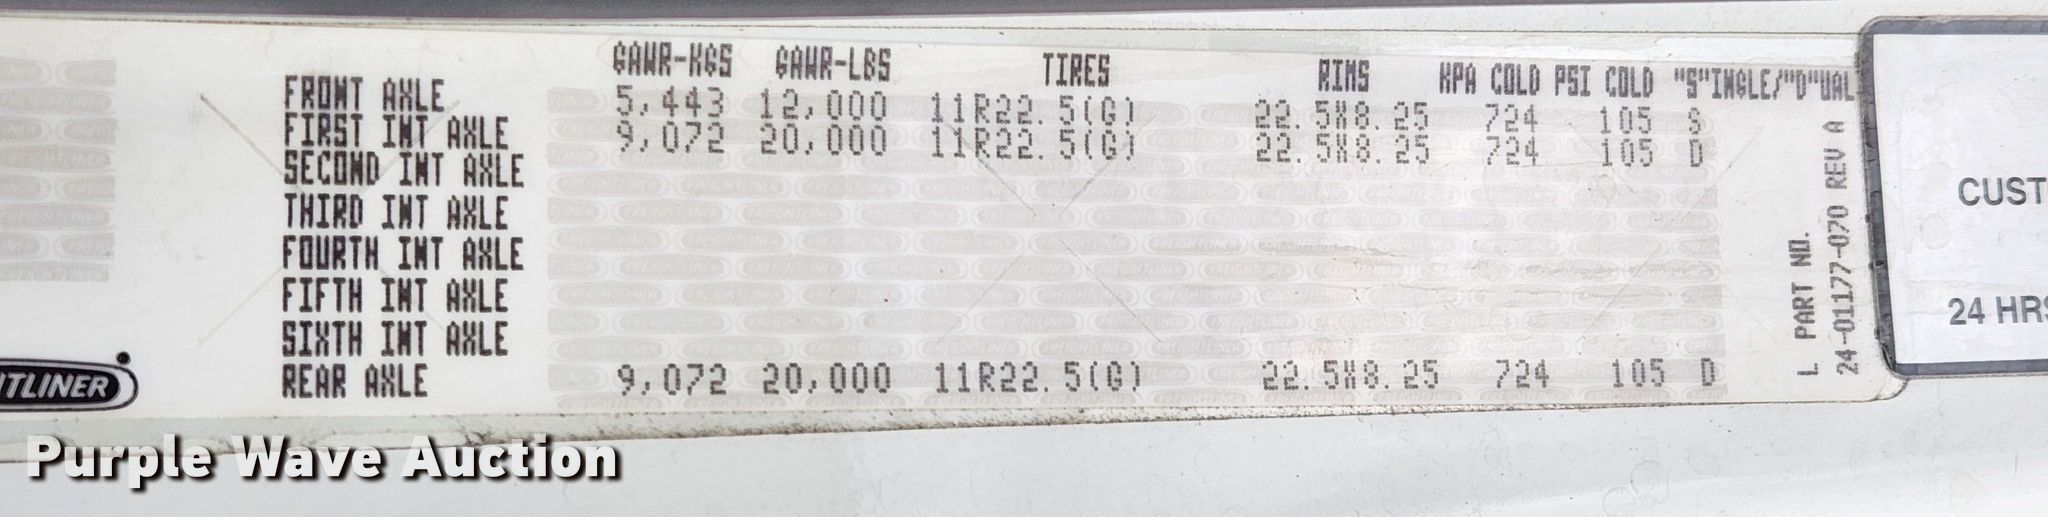 GAWR-KGS GAWR-LBS TIRES RIMS KPA COLD PSI COLD "S"INGLE/"D"UAL
FRONT AXLE 5,443 12,000 11R22.5(G) 22.5X8.25 724 105 S
FIRST INT AXLE 9,072 20,000 11R22.5(G) 22.5X8.25 724 105 D
SECOND INT AXLE
THIRD INT AXLE
FOURTH INT AXLE
FIFTH INT AXLE
SIXTH INT AXLE
REAR AXLE 9,072 20,000 11R22.5(G) 22.5X8.25 724 105 D
L PART NO.
24-01177-070 REV A
CUST
24 HRS
HTLINER
Purple Wave Auction